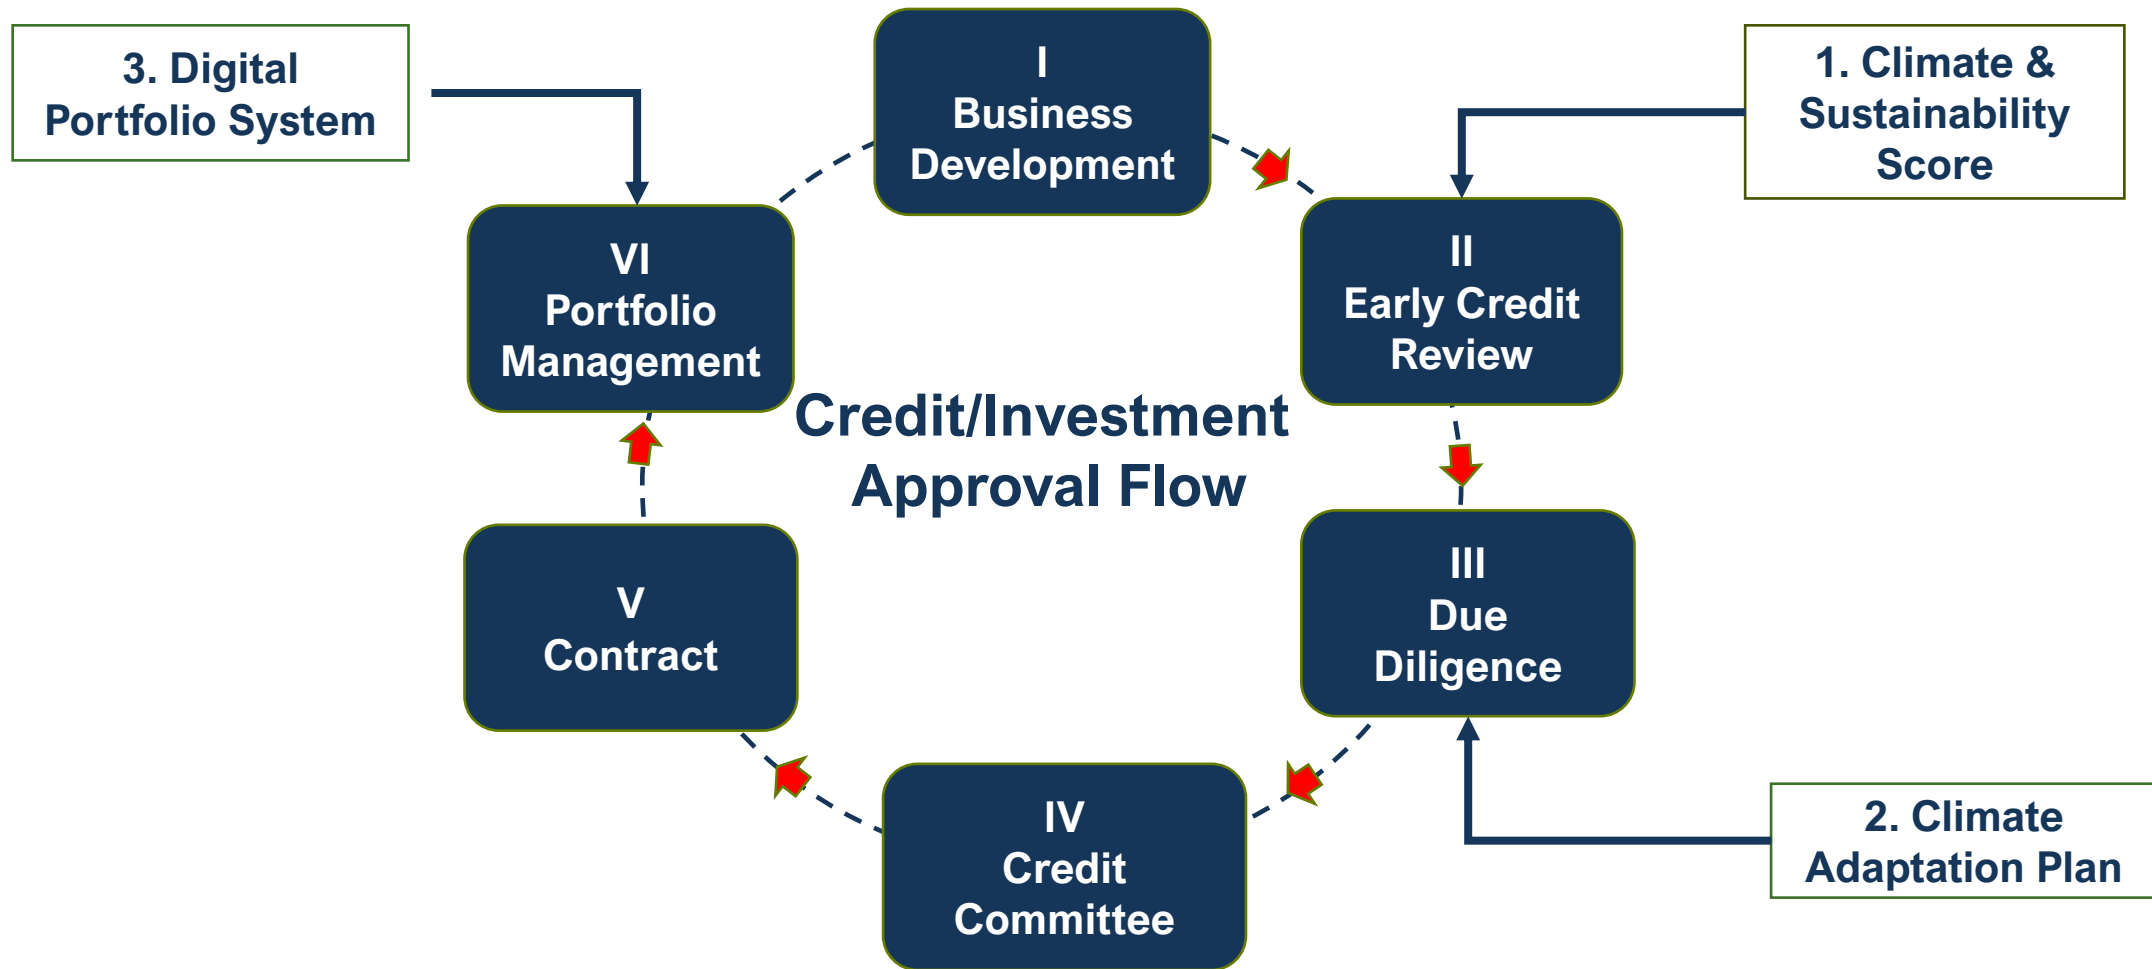 3. Digital
Portfolio System
I
Business
Development
1. Climate &
Sustainability
Score
VI
Portfolio
Management
II
Early Credit
Review
Credit/Investment
Approval Flow
V
Contract
III
Due
Diligence
IV
Credit
Committee
2. Climate
Adaptation Plan